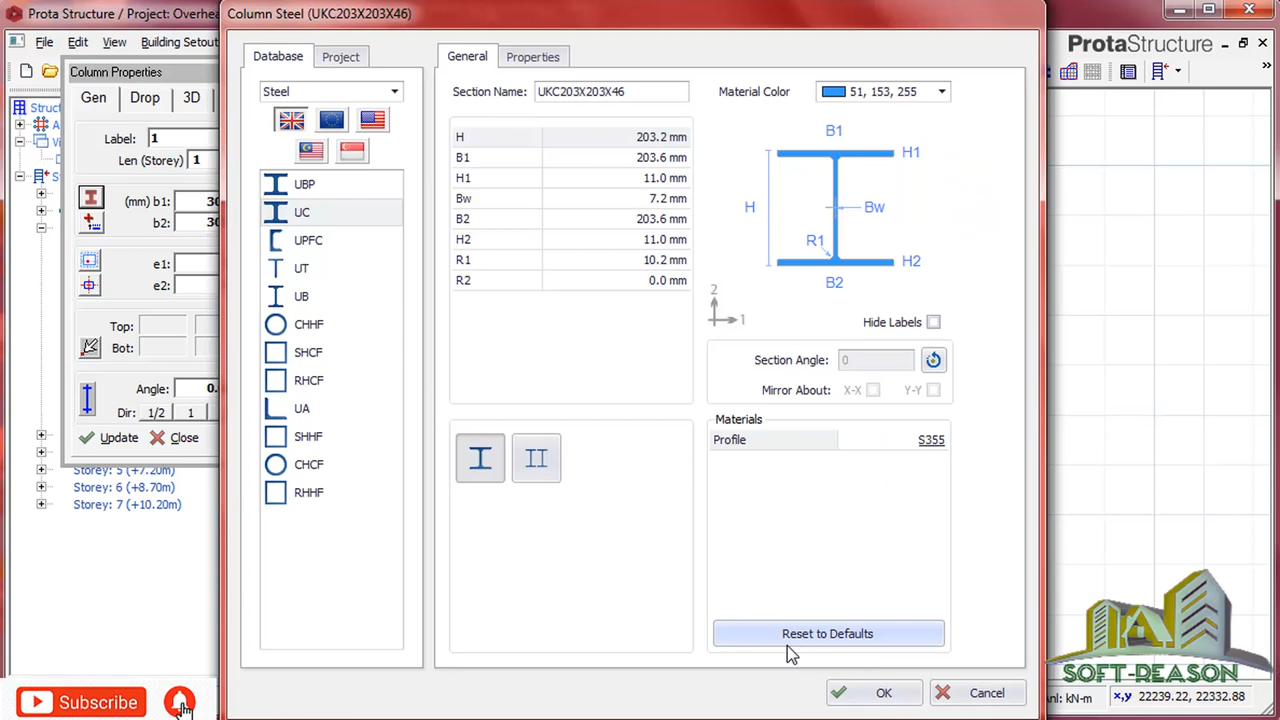 Prota Structure / Project: Overhea
Column Steel (UKC203X203X46)
File Edit View Building Setout
ProtaStructure
Column Properties
Gen Drop 3D
Label: 1
Len (Storey) 1
(mm) b1: 30
b2: 30
e1:
e2:
Top:
Bot:
Angle: 0.
Dir: 1/2 1
Update Close
Struct
Storey: 5 (+7.20m)
Storey: 6 (+8.70m)
Storey: 7 (+10.20m)
Database Project
Steel
UBP
UC
UPFC
UT
UB
CHHF
SHCF
RHCF
UA
SHHF
CHCF
RHHF
General Properties
Section Name: UKC203X203X46
Material Color 51, 153, 255
H 203.2 mm
B1 203.6 mm
H1 11.0 mm
Bw 7.2 mm
B2 203.6 mm
H2 11.0 mm
R1 10.2 mm
R2 0.0 mm
B1
H1
H
Bw
R1
H2
B2
2
1
Hide Labels
Section Angle: 0
Mirror About: X-X Y-Y
Materials
Profile S355
Reset to Defaults
OK Cancel
SOFT-REASON
Subscribe
nl: kN-m x,y 22239.22, 22332.88